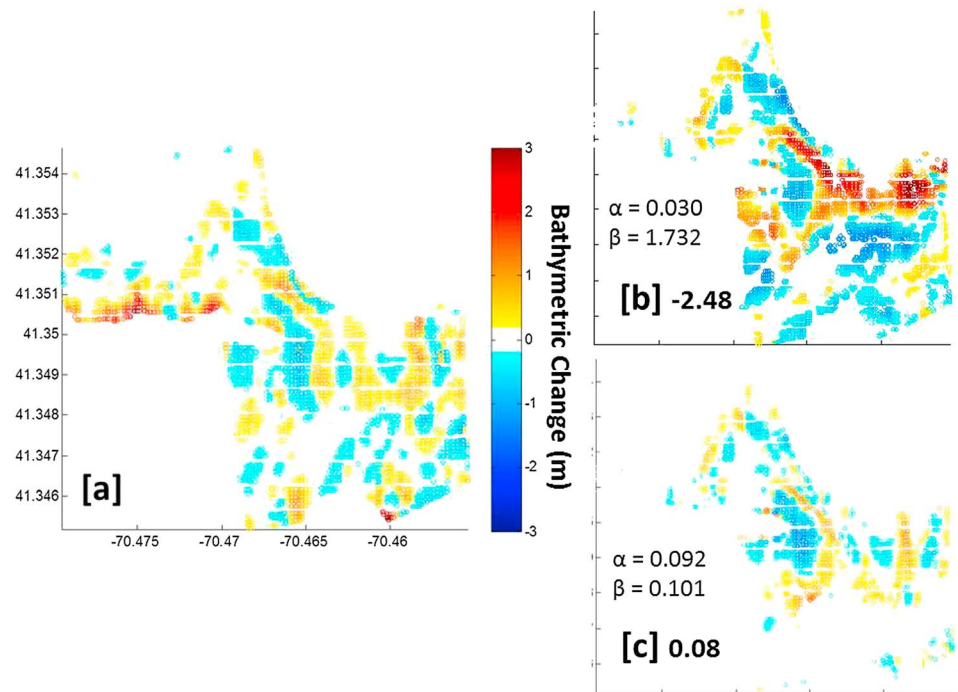 41.354
41.353
41.352
41.351
41.35
41.349
41.348
41.347
41.346
[a]
-70.475
-70.47
-70.465
-70.46
3
2
1
0
-1
-2
-3
Bathymetric Change (m)
α = 0.030
β = 1.732
[b] -2.48
α = 0.092
β = 0.101
[c] 0.08